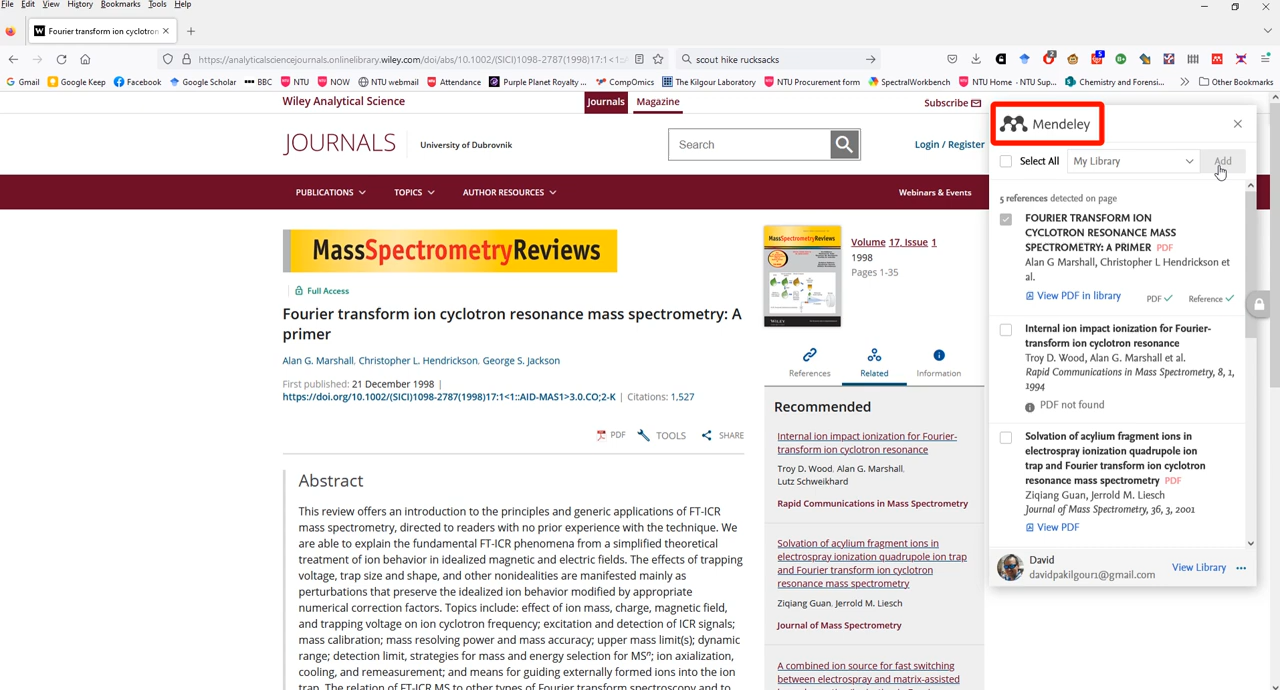 File Edit View History Bookmarks Tools Help
W Fourier transform ion cyclotron
https://analyticalsciencejournals.onlinelibrary.wiley.com/doi/abs/10.1002/(SICI)1098-2787(1998)17:1<1::
scout hike rucksacks
Gmail Google Keep Facebook Google Scholar BBC NTU NOW NTU webmail Attendance Purple Planet Royalty ... CompOmics The Kilgour Laboratory NTU Procurement form SpectralWorkbench NTU Home - NTU Sup... Chemistry and Forensi... Other Bookmarks
Wiley Analytical Science
Journals
Magazine
Subscribe
JOURNALS
University of Dubrovnik
Search
Login / Register
PUBLICATIONS
TOPICS
AUTHOR RESOURCES
Webinars & Events
MassSpectrometryReviews
Full Access
Fourier transform ion cyclotron resonance mass spectrometry: A
primer
Alan G. Marshall, Christopher L. Hendrickson, George S. Jackson
First published: 21 December 1998 |
https://doi.org/10.1002/(SICI)1098-2787(1998)17:1<1::AID-MAS1>3.0.CO;2-K | Citations: 1,527
PDF TOOLS SHARE
Abstract
This review offers an introduction to the principles and generic applications of FT-ICR
mass spectrometry, directed to readers with no prior experience with the technique. We
are able to explain the fundamental FT-ICR phenomena from a simplified theoretical
treatment of ion behavior in idealized magnetic and electric fields. The effects of trapping
voltage, trap size and shape, and other nonidealities are manifested mainly as
perturbations that preserve the idealized ion behavior modified by appropriate
numerical correction factors. Topics include: effect of ion mass, charge, magnetic field,
and trapping voltage on ion cyclotron frequency; excitation and detection of ICR signals;
mass calibration; mass resolving power and mass accuracy; upper mass limit(s); dynamic
range; detection limit, strategies for mass and energy selection for MSⁿ; ion axialization,
cooling, and remeasurement; and means for guiding externally formed ions into the ion
trap. The relation of FT-ICR MS to other types of Fourier transform spectroscopy and to
MassSpectrometryReviews
Volume 17, Issue 1
1998
Pages 1-35
References
Related
Information
Recommended
Internal ion impact ionization for Fourier-
transform ion cyclotron resonance
Troy D. Wood, Alan G. Marshall,
Lutz Schweikhard
Rapid Communications in Mass Spectrometry
Solvation of acylium fragment ions in
electrospray ionization quadrupole ion trap
and Fourier transform ion cyclotron
resonance mass spectrometry
Ziqiang Guan, Jerrold M. Liesch
Journal of Mass Spectrometry
A combined ion source for fast switching
between electrospray and matrix-assisted
Mendeley
Select All
My Library
Add
5 references detected on page
FOURIER TRANSFORM ION
CYCLOTRON RESONANCE MASS
SPECTROMETRY: A PRIMER PDF
Alan G Marshall, Christopher L Hendrickson et
al.
View PDF in library
PDF
Reference
Internal ion impact ionization for Fourier-
transform ion cyclotron resonance
Troy D. Wood, Alan G. Marshall et al.
Rapid Communications in Mass Spectrometry, 8, 1,
1994
PDF not found
Solvation of acylium fragment ions in
electrospray ionization quadrupole ion
trap and Fourier transform ion cyclotron
resonance mass spectrometry PDF
Ziqiang Guan, Jerrold M. Liesch
Journal of Mass Spectrometry, 36, 3, 2001
View PDF
David
davidpakilgour1@gmail.com
View Library